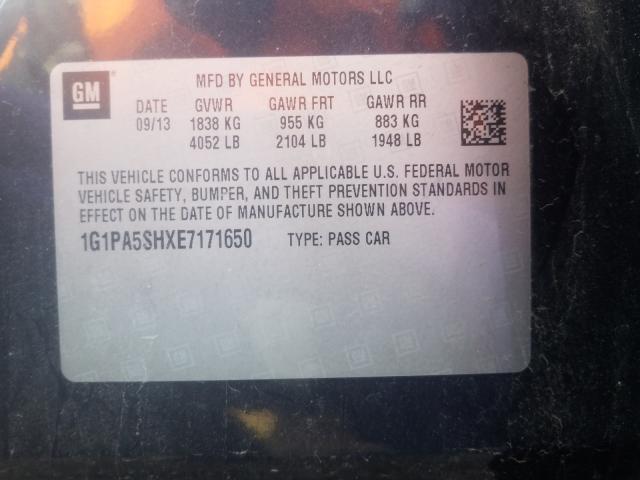 GM
MFD BY GENERAL MOTORS LLC
DATE GVWR GAWR FRT GAWR RR
09/13 1838 KG 955 KG 883 KG
4052 LB 2104 LB 1948 LB
THIS VEHICLE CONFORMS TO ALL APPLICABLE U.S. FEDERAL MOTOR
VEHICLE SAFETY, BUMPER, AND THEFT PREVENTION STANDARDS IN
EFFECT ON THE DATE OF MANUFACTURE SHOWN ABOVE.
1G1PA5SHXE7171650 TYPE: PASS CAR